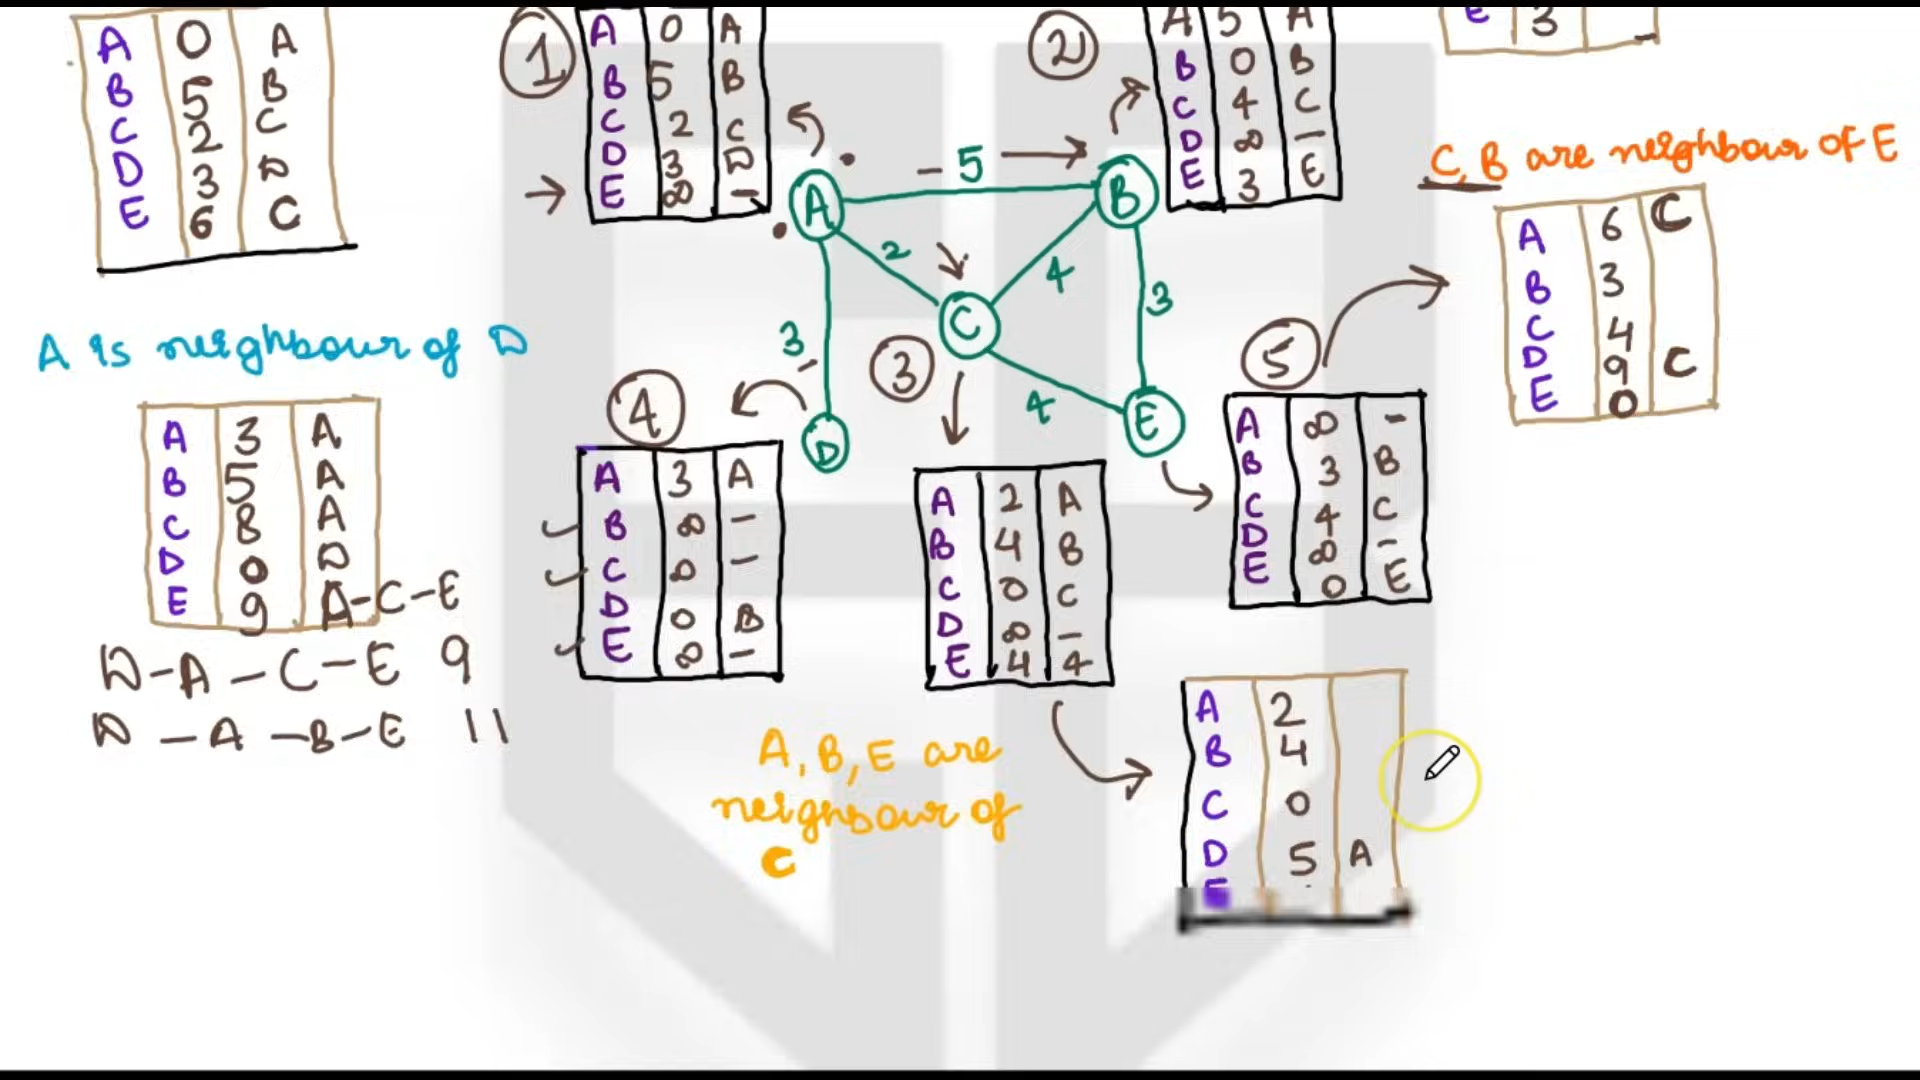 A 0 A
B 5 B
C 2 C
D 3 D
E 6 C
1
A 0 A
B 5 B
C 2 C
D 3 D
E ∞ -
2
A 5 A
B 0 B
C 4 C
D ∞ -
E 3 E
E 3 -
C, B are neighbour of E
A 6 C
B 3
C 4
D 9 C
E 0
A
5
B
2
4
C
3
3
4
D
E
A is neighbour of D
A 3 A
B 5 A
C 8 A
D 0 D
E 9 A-C-E
D-A-C-E 9
D-A-B-E 11
4
A 3 A
B ∞ -
C ∞ -
D 0 B
E ∞ -
3
A 2 A
B 4 B
C 0 C
D ∞ -
E 4 4
5
A ∞ -
B 3 B
C 4 C
D ∞ -
E 0 E
A, B, E are
neighbour of
C
A 2
B 4
C 0
D 5 A